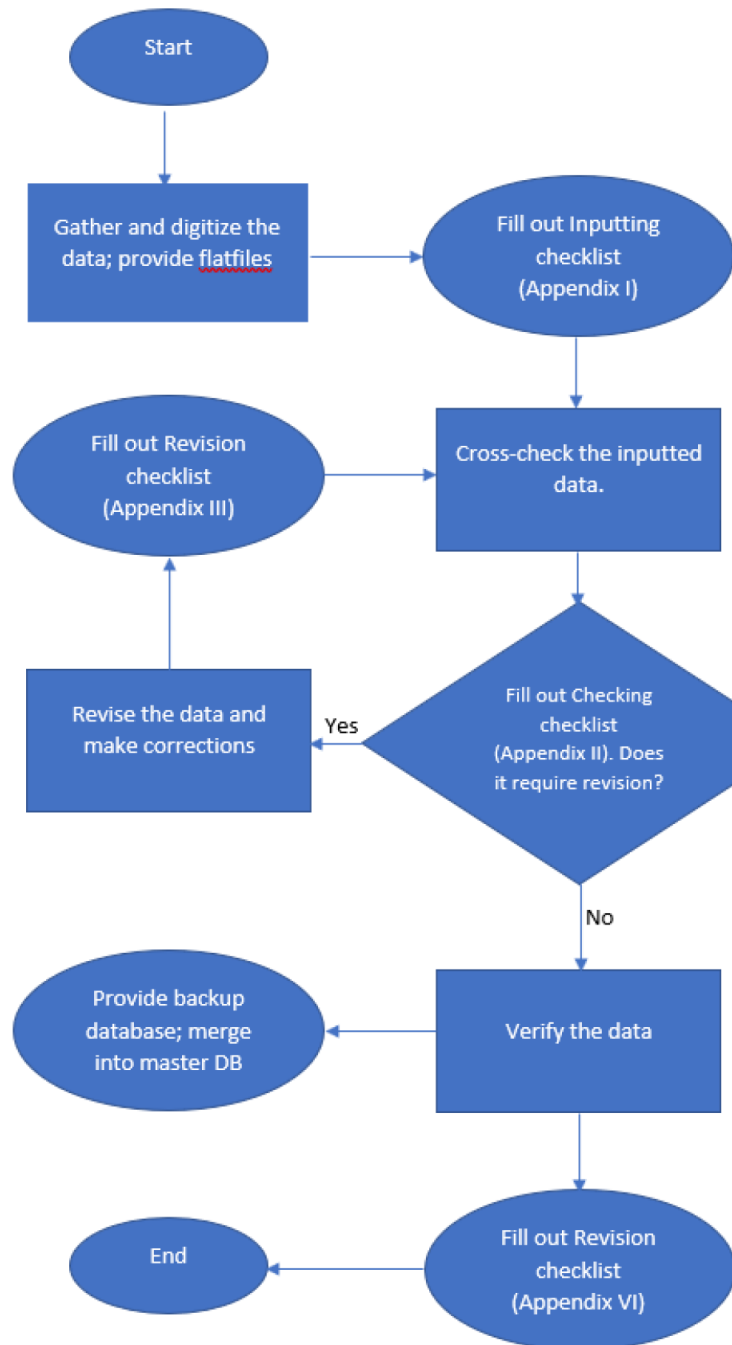 Start
Gather and digitize the
data; provide flatfiles
Fill out Inputting
checklist
(Appendix I)
Fill out Revision
checklist
(Appendix III)
Cross-check the inputted
data.
Revise the data and
make corrections
Yes
Fill out Checking
checklist
(Appendix II). Does
it require revision?
No
Provide backup
database; merge
into master DB
Verify the data
End
Fill out Revision
checklist
(Appendix VI)